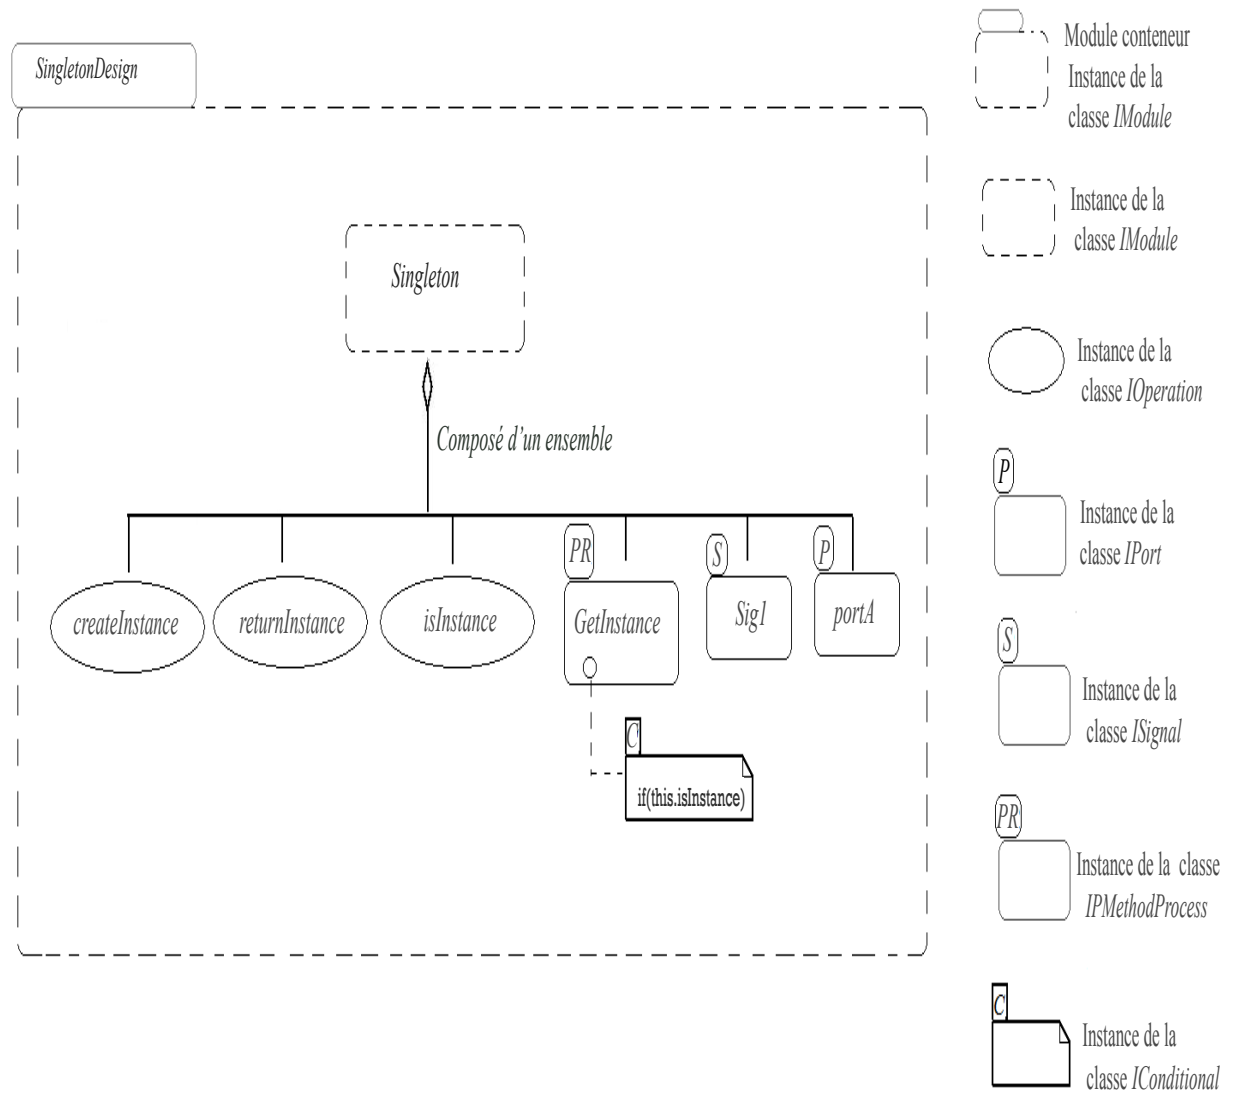 SingletonDesign
Singleton
Composé d'un ensemble
createInstance
returnInstance
isInstance
PR
GetInstance
S
Sig1
P
portA
C
if(this.isInstance)
Module conteneur
Instance de la
classe IModule
Instance de la
classe IModule
Instance de la
classe IOperation
P
Instance de la
classe IPort
S
Instance de la
classe ISignal
PR
Instance de la classe
IPMethodProcess
C
Instance de la
classe IConditional